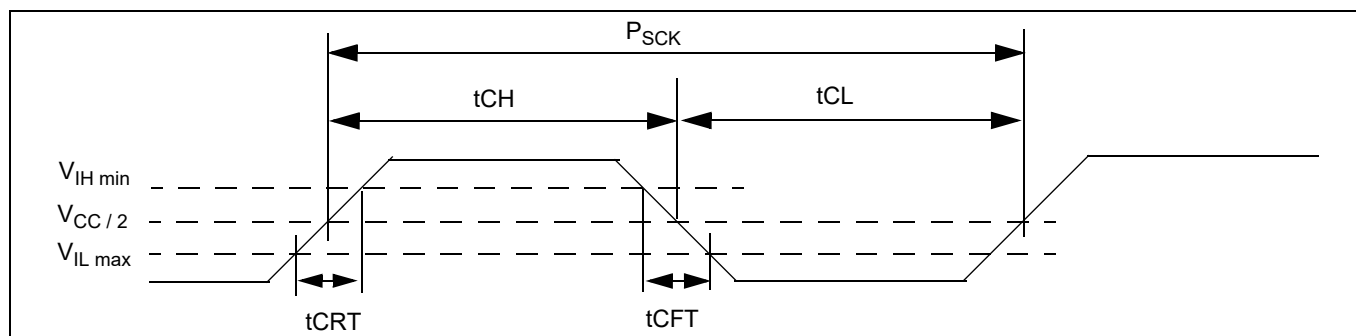 PSCK
tCH
tCL
VIH min
VCC / 2
VIL max
tCRT
tCFT